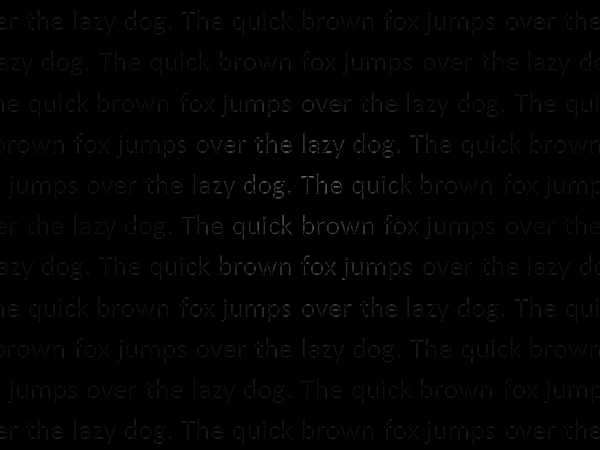 er the lazy dog. The quick brown fox jumps over the
azy dog. The quick brown fox jumps over the lazy do
he quick brown fox jumps over the lazy dog. The qui
brown fox jumps over the lazy dog. The quick brown
jumps over the lazy dog. The quick brown fox jump
er the lazy dog. The quick brown fox jumps over the
azy dog. The quick brown fox jumps over the lazy do
he quick brown fox jumps over the lazy dog. The qui
brown fox jumps over the lazy dog. The quick brown
jumps over the lazy dog. The quick brown fox jump
er the lazy dog. The quick brown fox jumps over the